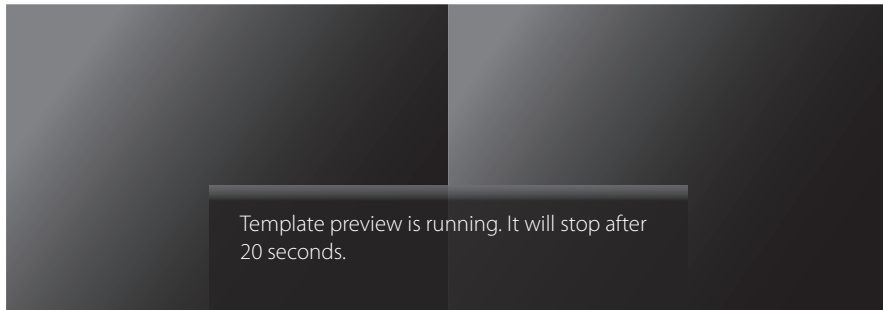 Template preview is running. It will stop after
20 seconds.